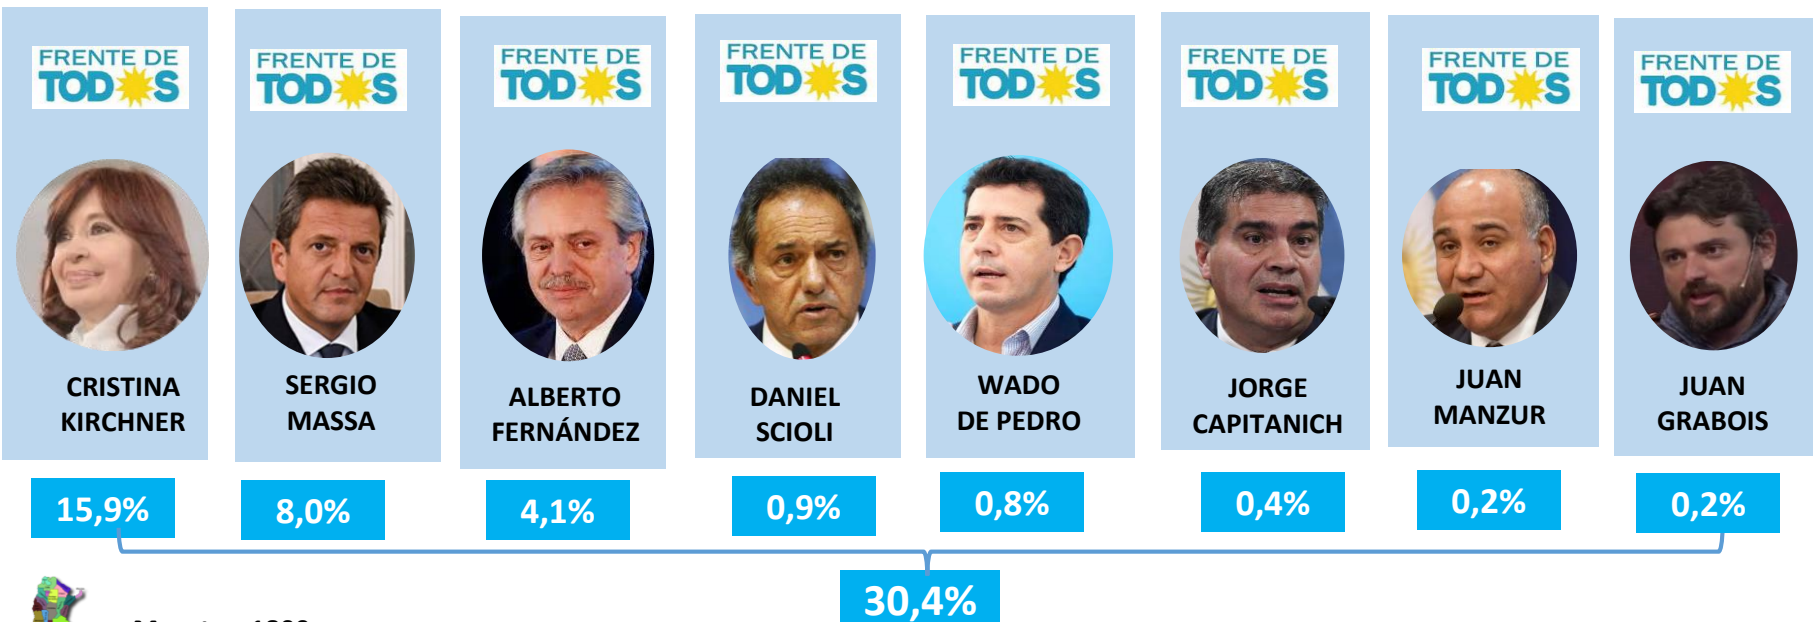 FRENTE DE
TODOS
FRENTE DE
TODOS
FRENTE DE
TODOS
FRENTE DE
TODOS
FRENTE DE
TODOS
FRENTE DE
TODOS
FRENTE DE
TODOS
FRENTE DE
TODOS
CRISTINA
KIRCHNER
SERGIO
MASSA
ALBERTO
FERNÁNDEZ
DANIEL
SCIOLI
WADO
DE PEDRO
JORGE
CAPITANICH
JUAN
MANZUR
JUAN
GRABOIS
15,9%
8,0%
4,1%
0,9%
0,8%
0,4%
0,2%
0,2%
30,4%